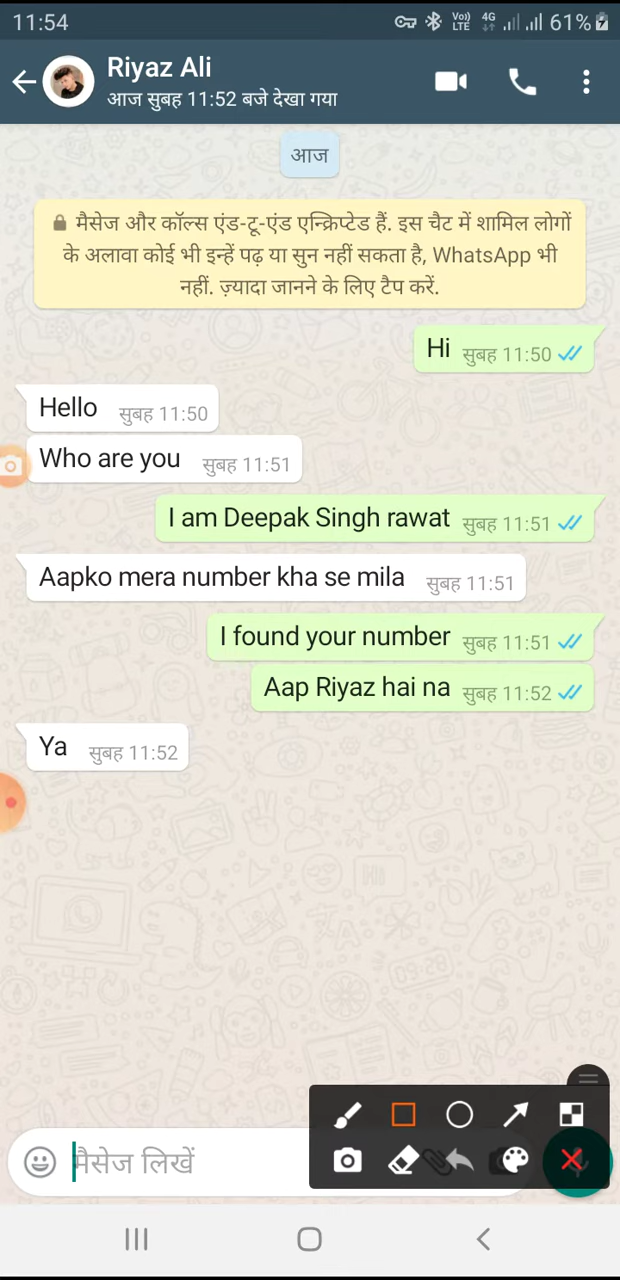 11:54
Vo)) LTE 4G 61%
Riyaz Ali
आज सुबह 11:52 बजे देखा गया
आज
मैसेज और कॉल्स एंड-टू-एंड एन्क्रिप्टेड हैं. इस चैट में शामिल लोगों
के अलावा कोई भी इन्हें पढ़ या सुन नहीं सकता है, WhatsApp भी
नहीं. ज़्यादा जानने के लिए टैप करें.
Hi सुबह 11:50
Hello सुबह 11:50
Who are you सुबह 11:51
I am Deepak Singh rawat सुबह 11:51
Aapko mera number kha se mila सुबह 11:51
I found your number सुबह 11:51
Aap Riyaz hai na सुबह 11:52
Ya सुबह 11:52
मैसेज लिखें